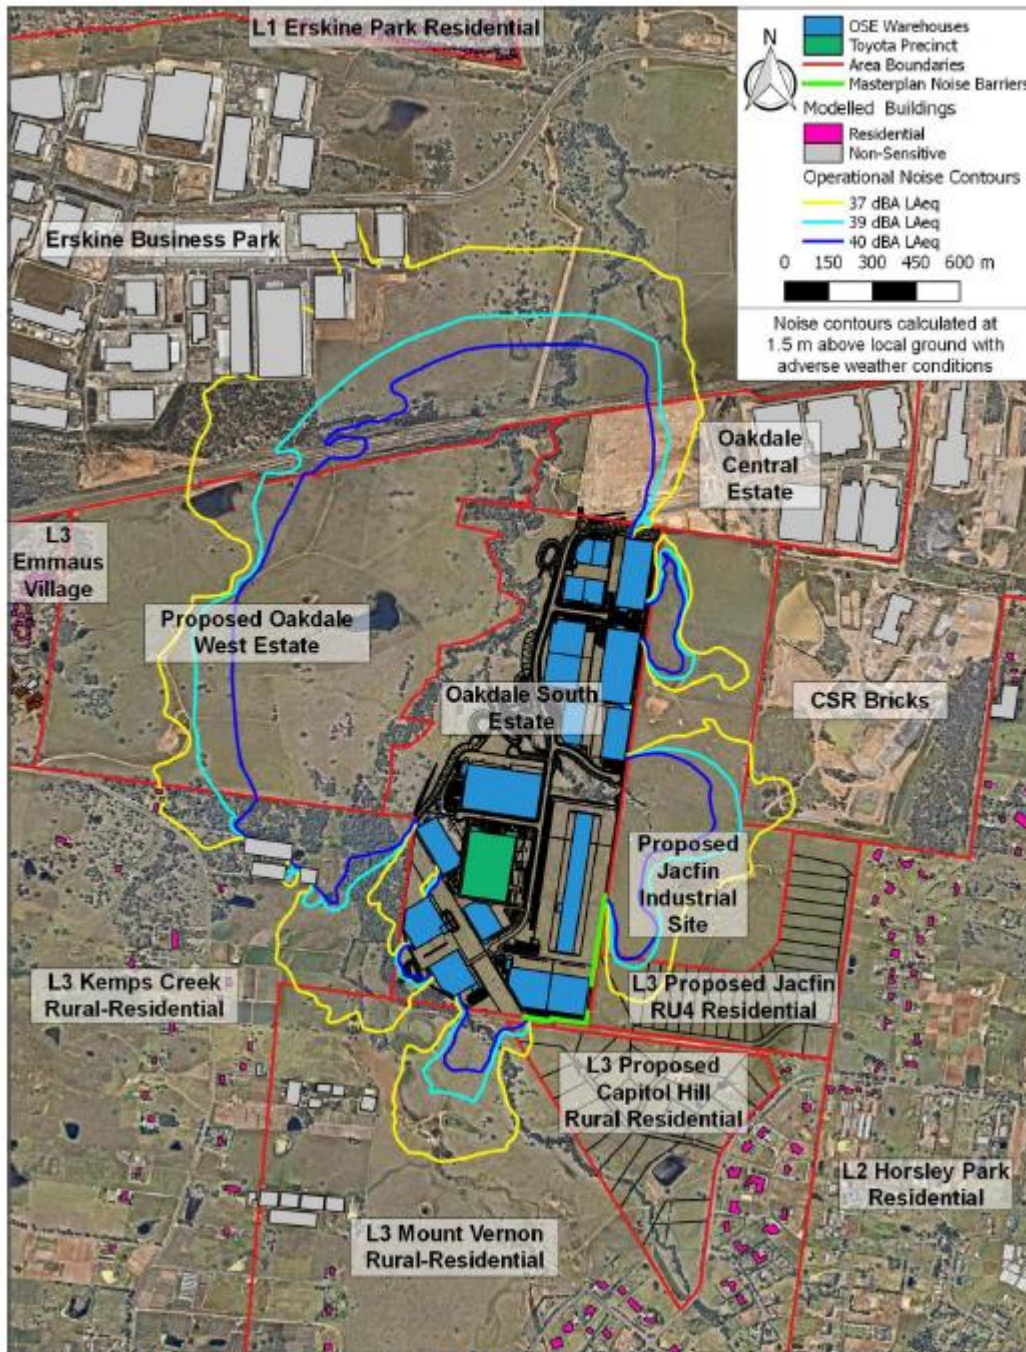 L1 Erskine Park Residential
N
OSE Warehouses
Toyota Precinct
Area Boundaries
Masterplan Noise Barriers
Modelled Buildings
Residential
Non-Sensitive
Operational Noise Contours
37 dBA LAeq
39 dBA LAeq
40 dBA LAeq
0 150 300 450 600 m
Noise contours calculated at
1.5 m above local ground with
adverse weather conditions
Erskine Business Park
Oakdale
Central
Estate
L3
Emmaus
Village
Proposed Oakdale
West Estate
Oakdale South
Estate
CSR Bricks
Proposed
Jacfin
Industrial
Site
L3 Kemps Creek
Rural-Residential
L3 Proposed Jacfin
RU4 Residential
L3 Proposed
Capitol Hill
Rural Residential
L2 Horsley Park
Residential
L3 Mount Vernon
Rural-Residential